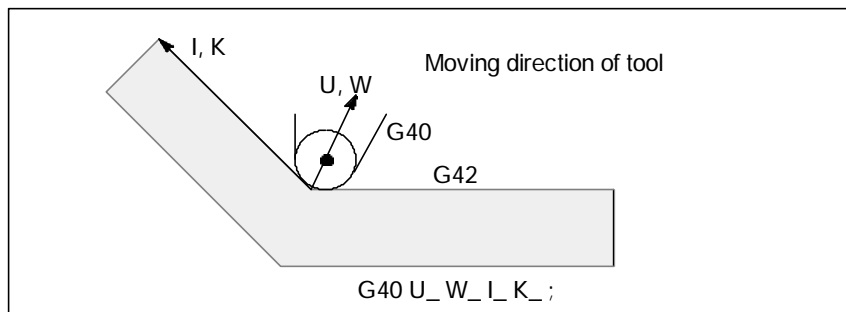 I, K
Moving direction of tool
U, W
G40
G42
G40 U_ W_ I_ K_ ;